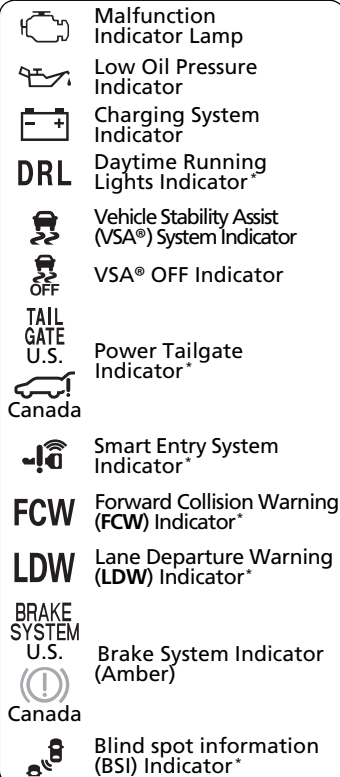 Malfunction
Indicator Lamp
Low Oil Pressure
Indicator
- +
Charging System
Indicator
DRL
Daytime Running
Lights Indicator*
Vehicle Stability Assist
(VSA®) System Indicator
OFF
VSA® OFF Indicator
TAIL
GATE
U.S.
Canada
Power Tailgate
Indicator*
Smart Entry System
Indicator*
FCW
Forward Collision Warning
(FCW) Indicator*
LDW
Lane Departure Warning
(LDW) Indicator*
BRAKE
SYSTEM
U.S.
Canada
Brake System Indicator
(Amber)
Blind spot information
(BSI) Indicator*